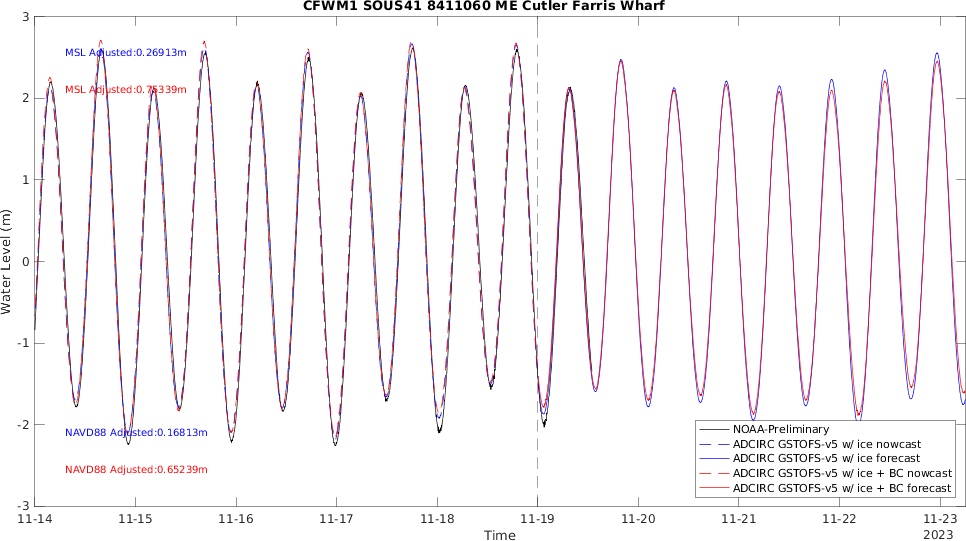 CFWM1 SOUS41 8411060 ME Cutler Farris Wharf
3
2
1
0
-1
-2
-3
Water Level (m)
MSL Adjusted:0.26913m
MSL Adjusted:0.75339m
NAVD88 Adjusted:0.16813m
NAVD88 Adjusted:0.65239m
NOAA-Preliminary
ADCIRC GSTOFS-v5 w/ ice nowcast
ADCIRC GSTOFS-v5 w/ ice forecast
ADCIRC GSTOFS-v5 w/ ice + BC nowcast
ADCIRC GSTOFS-v5 w/ ice + BC forecast
11-14 11-15 11-16 11-17 11-18 11-19 11-20 11-21 11-22 11-23
2023
Time